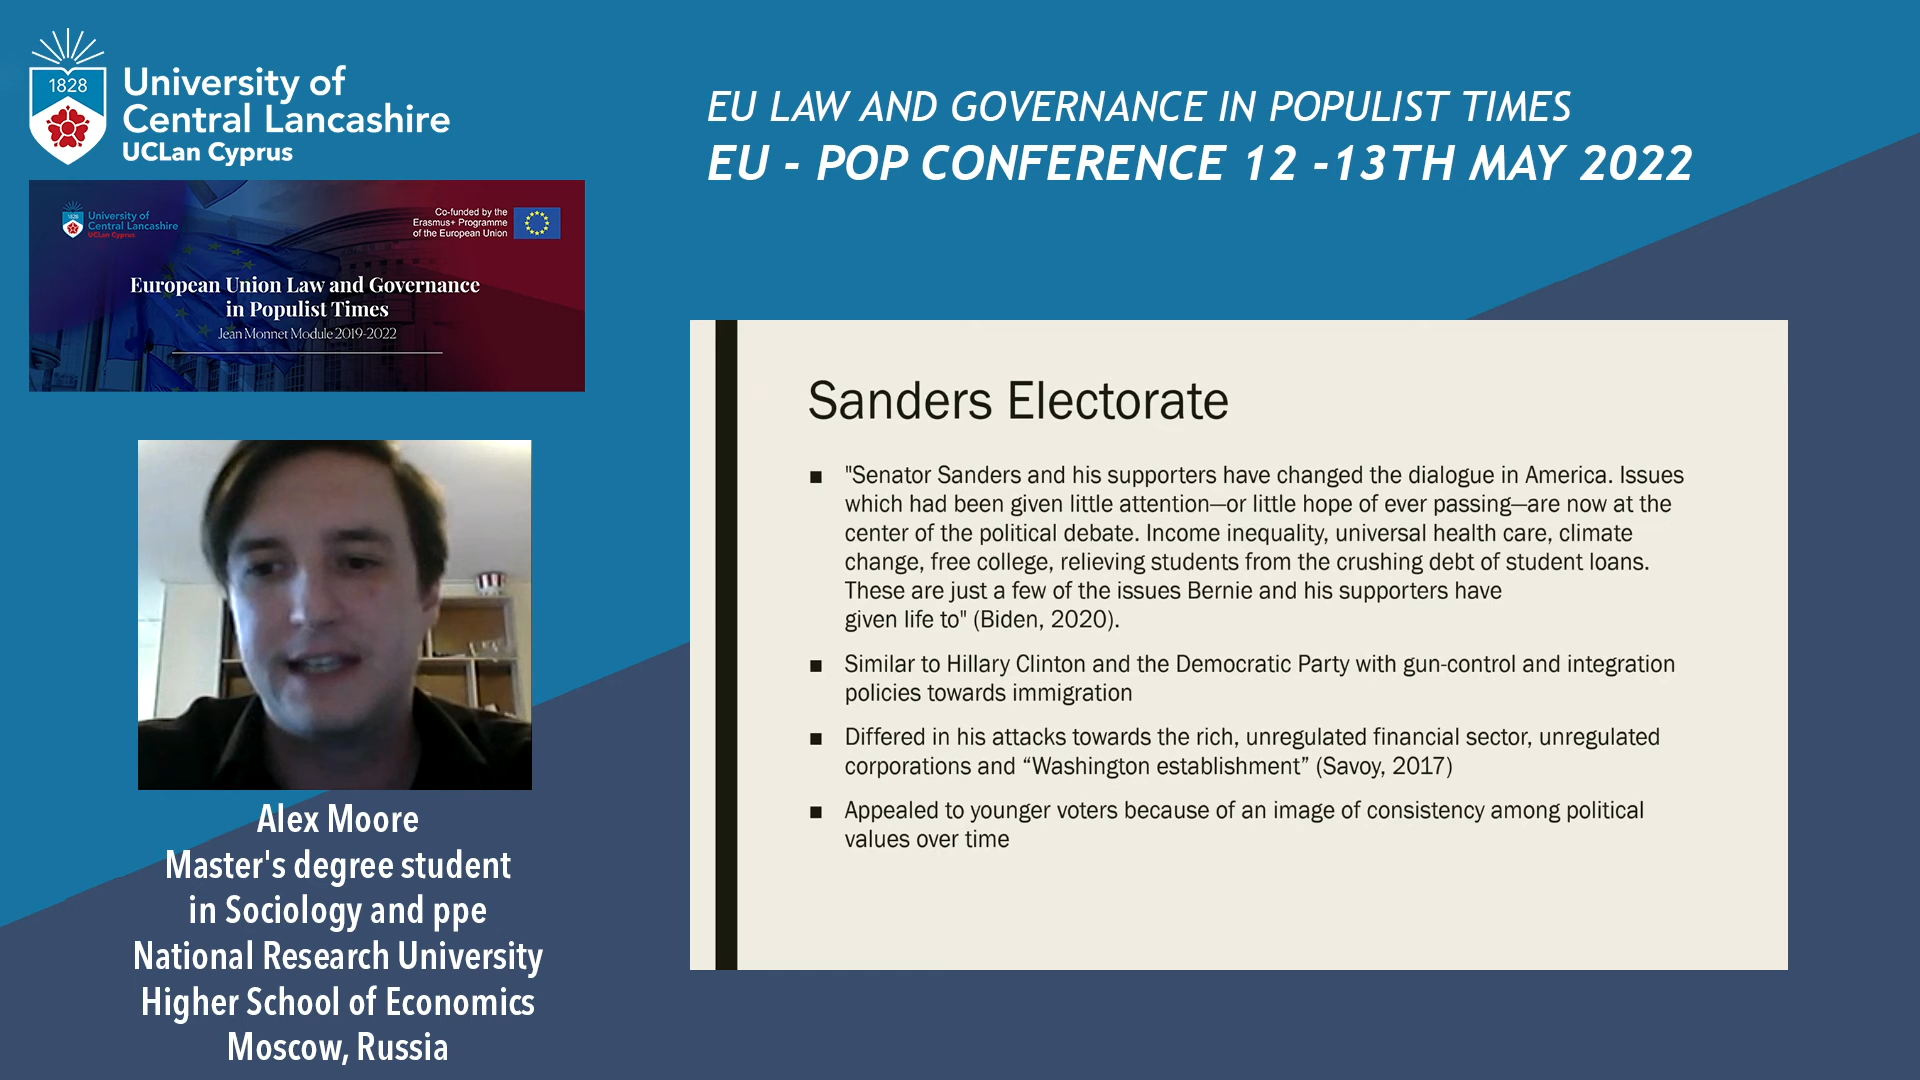 1828
University of
Central Lancashire
UCLan Cyprus
EU LAW AND GOVERNANCE IN POPULIST TIMES
EU - POP CONFERENCE 12 -13TH MAY 2022
1828
University of
Central Lancashire
UCLan Cyprus
Co-funded by the
Erasmus+ Programme
of the European Union
European Union Law and Governance
in Populist Times
Jean Monnet Module 2019-2022
Alex Moore
Master's degree student
in Sociology and ppe
National Research University
Higher School of Economics
Moscow, Russia
Sanders Electorate
■ "Senator Sanders and his supporters have changed the dialogue in America. Issues
which had been given little attention—or little hope of ever passing—are now at the
center of the political debate. Income inequality, universal health care, climate
change, free college, relieving students from the crushing debt of student loans.
These are just a few of the issues Bernie and his supporters have
given life to" (Biden, 2020).
■ Similar to Hillary Clinton and the Democratic Party with gun-control and integration
policies towards immigration
■ Differed in his attacks towards the rich, unregulated financial sector, unregulated
corporations and “Washington establishment” (Savoy, 2017)
■ Appealed to younger voters because of an image of consistency among political
values over time